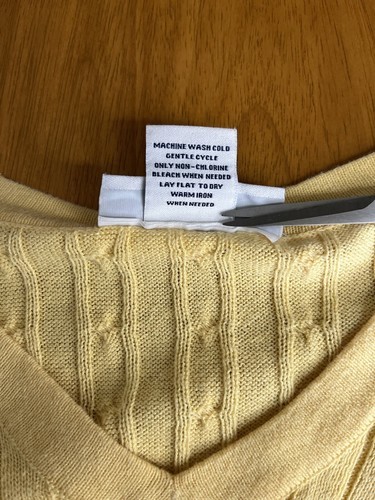 MACHINE WASH COLD
GENTLE CYCLE
ONLY NON-CHLORINE
BLEACH WHEN NEEDED
LAY FLAT TO DRY
WARM IRON
WHEN NEEDED